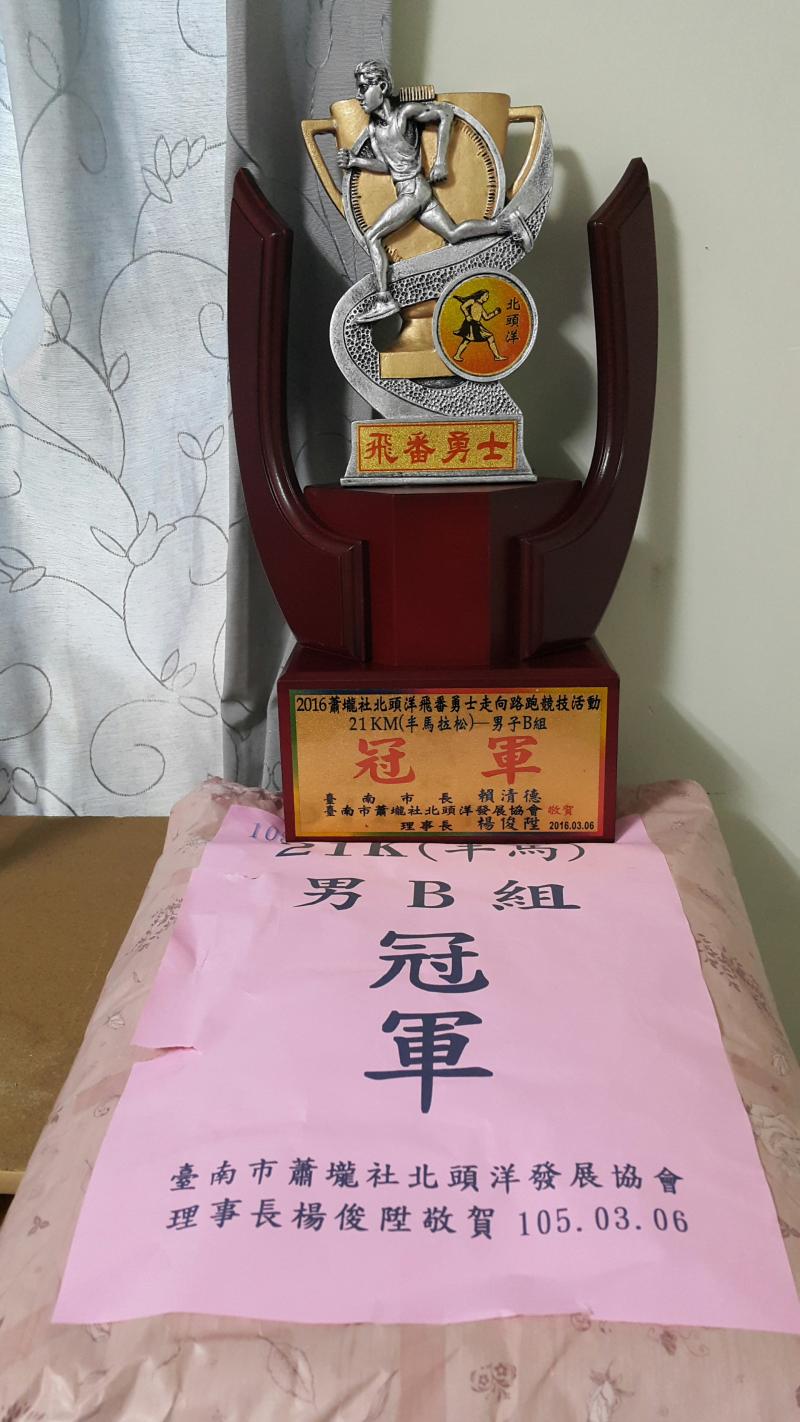 北頭洋
飛番勇士
2016蕭壠社北頭洋飛番勇士走向路跑競技活動
21KM(半馬拉松)—男子B組
冠軍
臺南市長 賴清德
臺南市蕭壠社北頭洋發展協會 敬賀
理事長 楊俊陞 2016.03.06
21K(半馬)
男B組
冠
軍
臺南市蕭壠社北頭洋發展協會
理事長楊俊陞敬賀 105.03.06